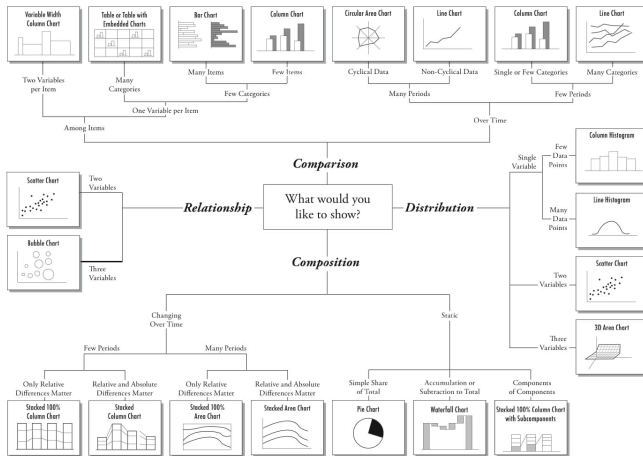 Variable Width
Column Chart
Table or Table with
Embedded Charts
Bar Chart
Column Chart
Circular Area Chart
Line Chart
Column Chart
Line Chart
Two Variables
per Item
Many
Categories
Many Items
Few Items
Cyclical Data
Non-Cyclical Data
Single or Few Categories
Many Categories
Few Categories
Many Periods
Few Periods
One Variable per Item
Among Items
Over Time
Comparison
What would you
like to show?
Relationship
Distribution
Composition
Scatter Chart
Two
Variables
Bubble Chart
Three
Variables
Single
Variable
Few
Data
Points
Column Histogram
Many
Data
Points
Line Histogram
Two
Variables
Scatter Chart
Three
Variables
3D Area Chart
Changing
Over Time
Static
Few Periods
Many Periods
Only Relative
Differences Matter
Relative and Absolute
Differences Matter
Only Relative
Differences Matter
Relative and Absolute
Differences Matter
Simple Share
of Total
Accumulation or
Subtraction to Total
Components of
Components
Stacked 100%
Column Chart
Stacked
Column Chart
Stacked 100%
Area Chart
Stacked Area Chart
Pie Chart
Waterfall Chart
Stacked 100% Column Chart
with Subcomponents